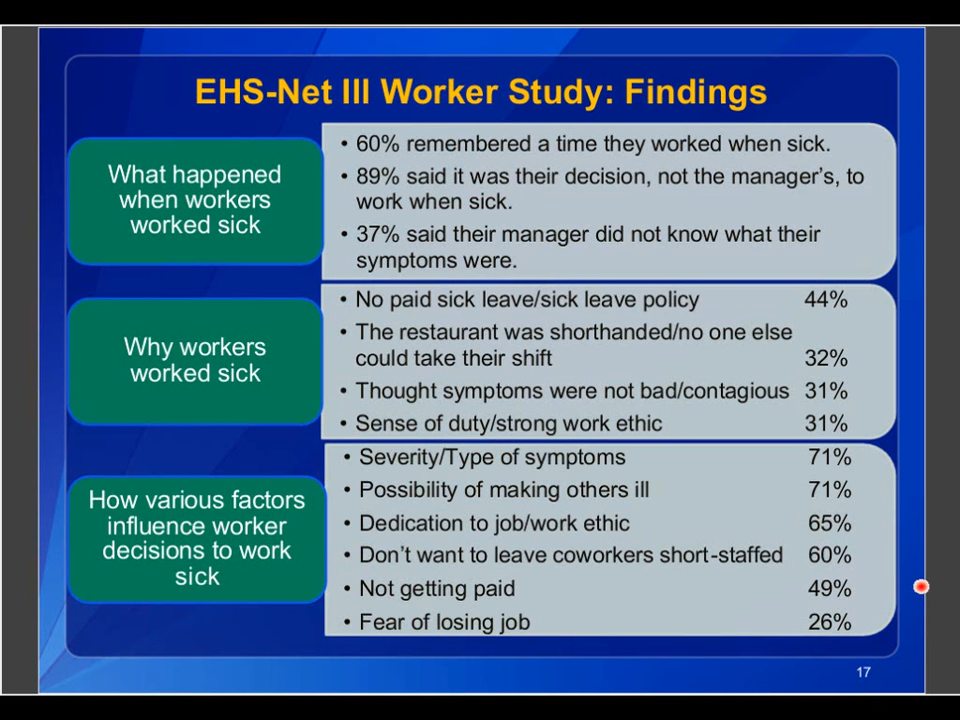 EHS-Net III Worker Study: Findings
What happened
when workers
worked sick
• 60% remembered a time they worked when sick.
• 89% said it was their decision, not the manager's, to
work when sick.
• 37% said their manager did not know what their
symptoms were.
Why workers
worked sick
• No paid sick leave/sick leave policy 44%
• The restaurant was shorthanded/no one else
could take their shift 32%
• Thought symptoms were not bad/contagious 31%
• Sense of duty/strong work ethic 31%
How various factors
influence worker
decisions to work
sick
• Severity/Type of symptoms 71%
• Possibility of making others ill 71%
• Dedication to job/work ethic 65%
• Don't want to leave coworkers short-staffed 60%
• Not getting paid 49%
• Fear of losing job 26%
17